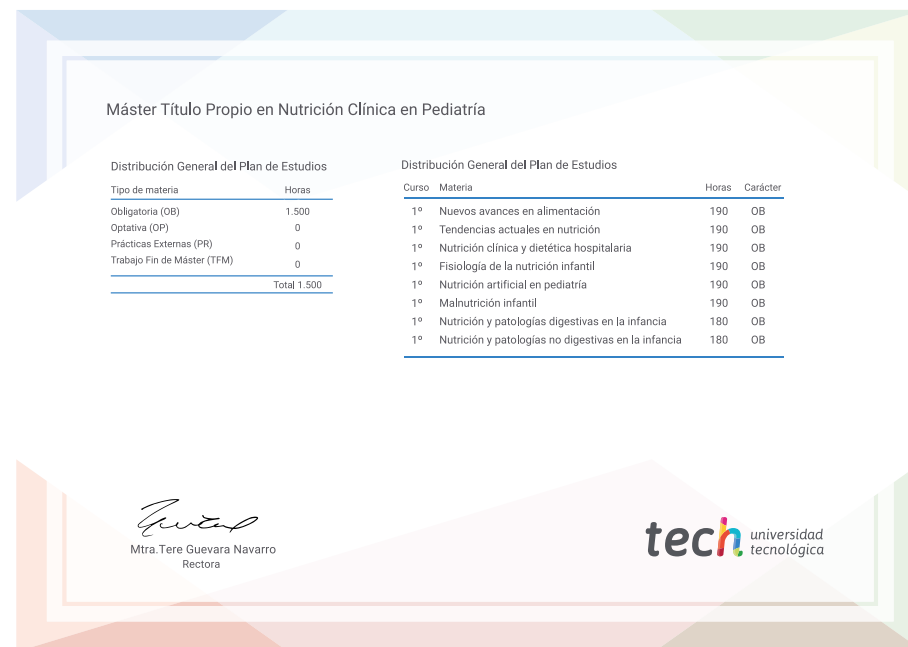 Máster Título Propio en Nutrición Clínica en Pediatría
Distribución General del Plan de Estudios
Tipo de materia Horas
Obligatoria (OB) 1.500
Optativa (OP) 0
Prácticas Externas (PR) 0
Trabajo Fin de Máster (TFM) 0
Total 1.500
Distribución General del Plan de Estudios
Curso Materia Horas Carácter
1º Nuevos avances en alimentación 190 OB
1º Tendencias actuales en nutrición 190 OB
1º Nutrición clínica y dietética hospitalaria 190 OB
1º Fisiología de la nutrición infantil 190 OB
1º Nutrición artificial en pediatría 190 OB
1º Malnutrición infantil 190 OB
1º Nutrición y patologías digestivas en la infancia 180 OB
1º Nutrición y patologías no digestivas en la infancia 180 OB
Mtra.Tere Guevara Navarro
Rectora
tech universidad
tecnológica